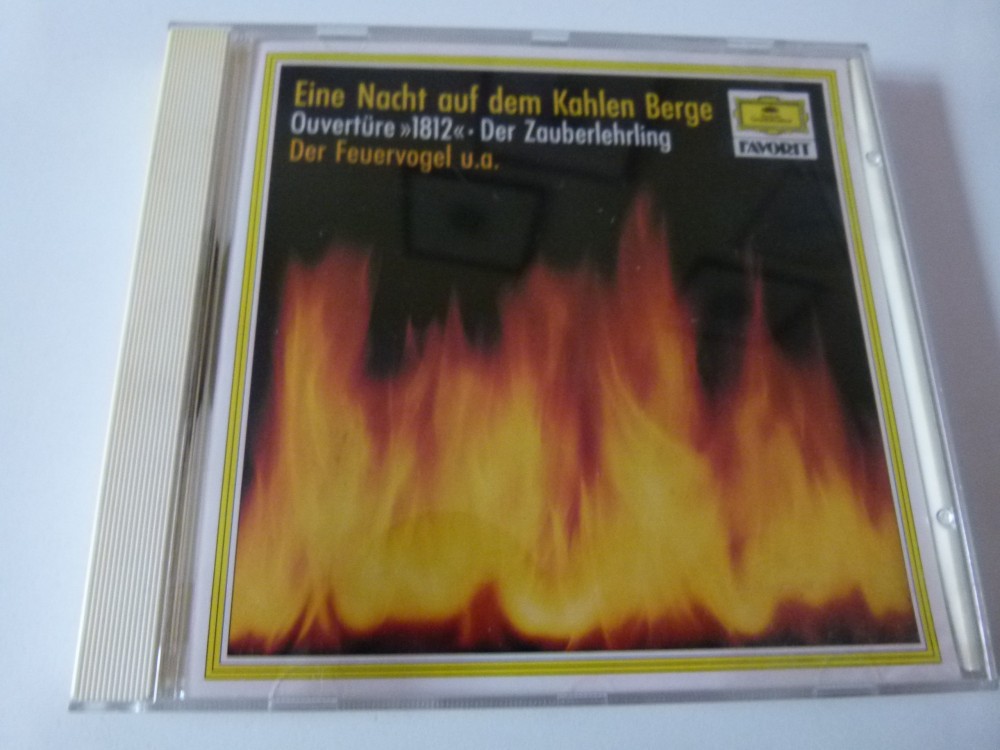 Eine Nacht auf dem Kahlen Berge
Ouvertüre »1812«· Der Zauberlehrling
Der Feuervogel u.a.
FAVORIT